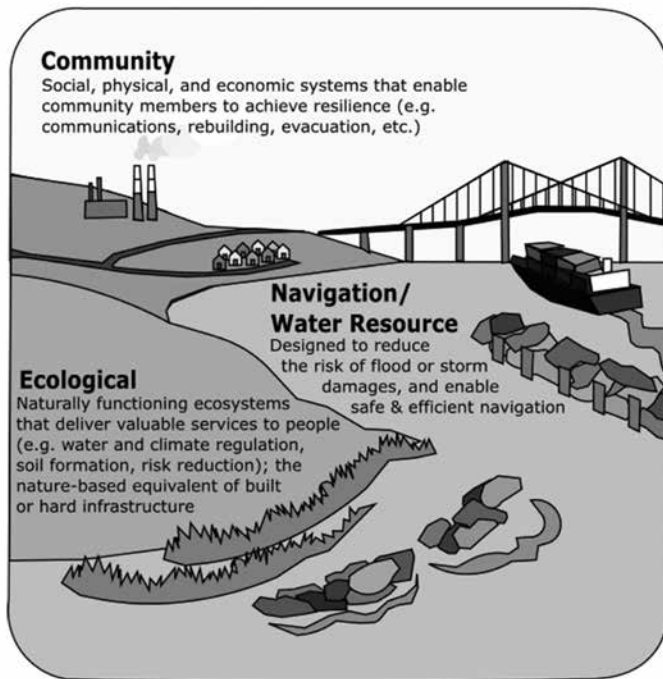 Community
Social, physical, and economic systems that enable
community members to achieve resilience (e.g.
communications, rebuilding, evacuation, etc.)
Navigation/
Water Resource
Designed to reduce
the risk of flood or storm
damages, and enable
safe & efficient navigation
Ecological
Naturally functioning ecosystems
that deliver valuable services to people
(e.g. water and climate regulation,
soil formation, risk reduction); the
nature-based equivalent of built
or hard infrastructure